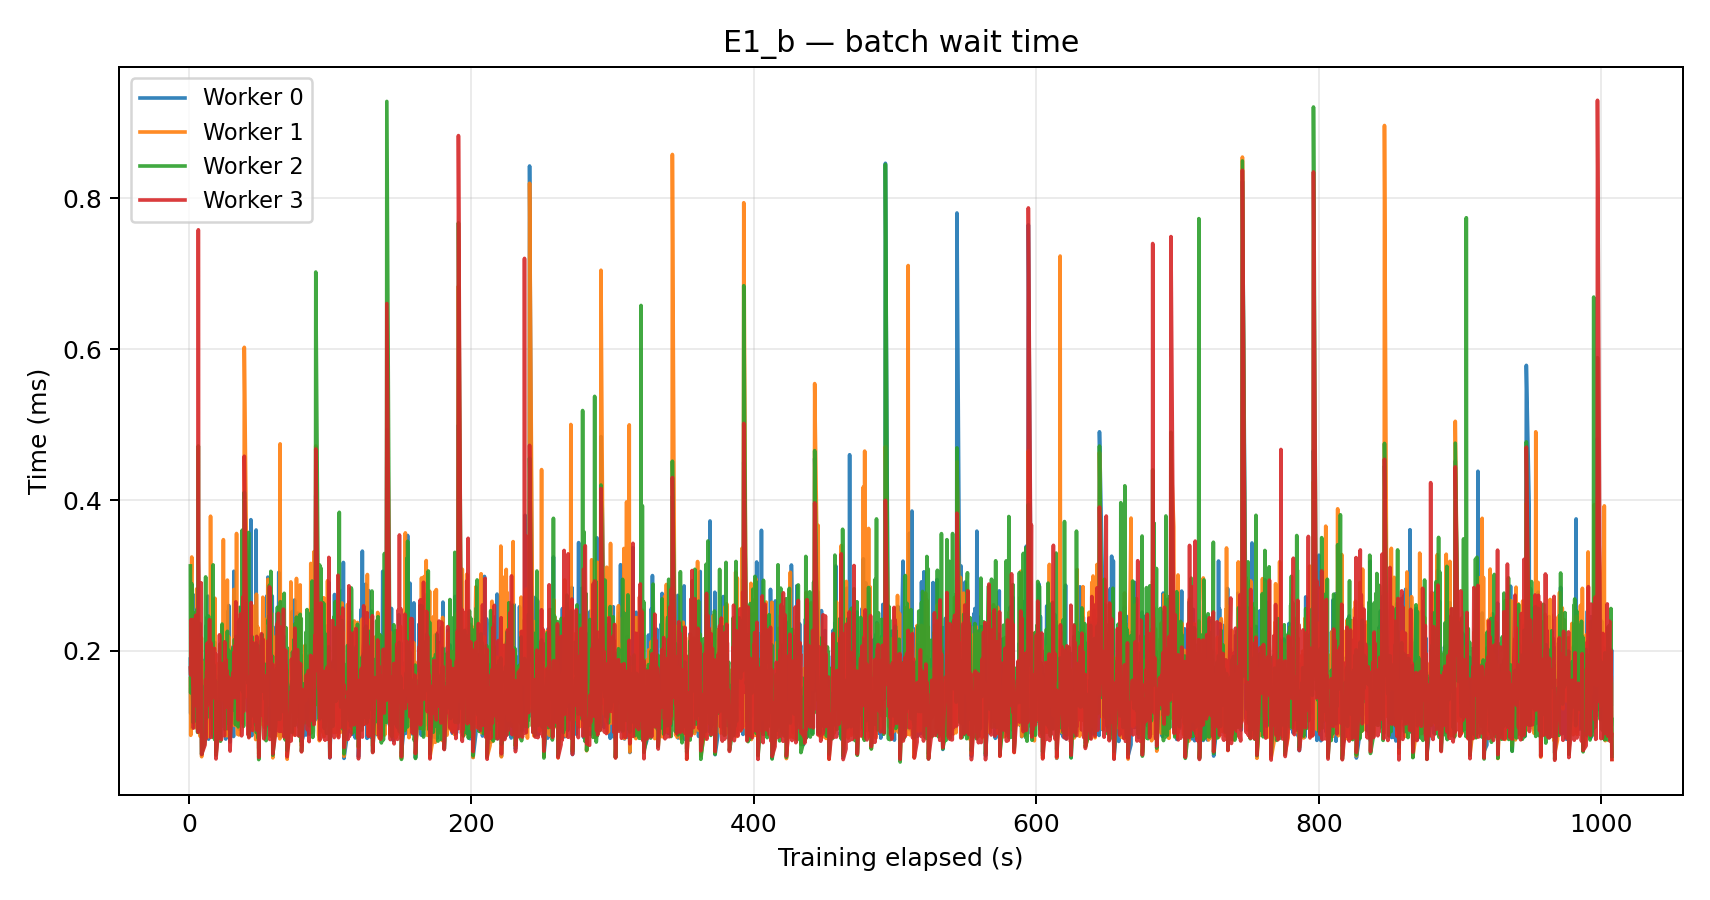 E1_b — batch wait time
Worker 0
Worker 1
Worker 2
Worker 3
0.8
0.6
0.4
0.2
Time (ms)
0 200 400 600 800 1000
Training elapsed (s)